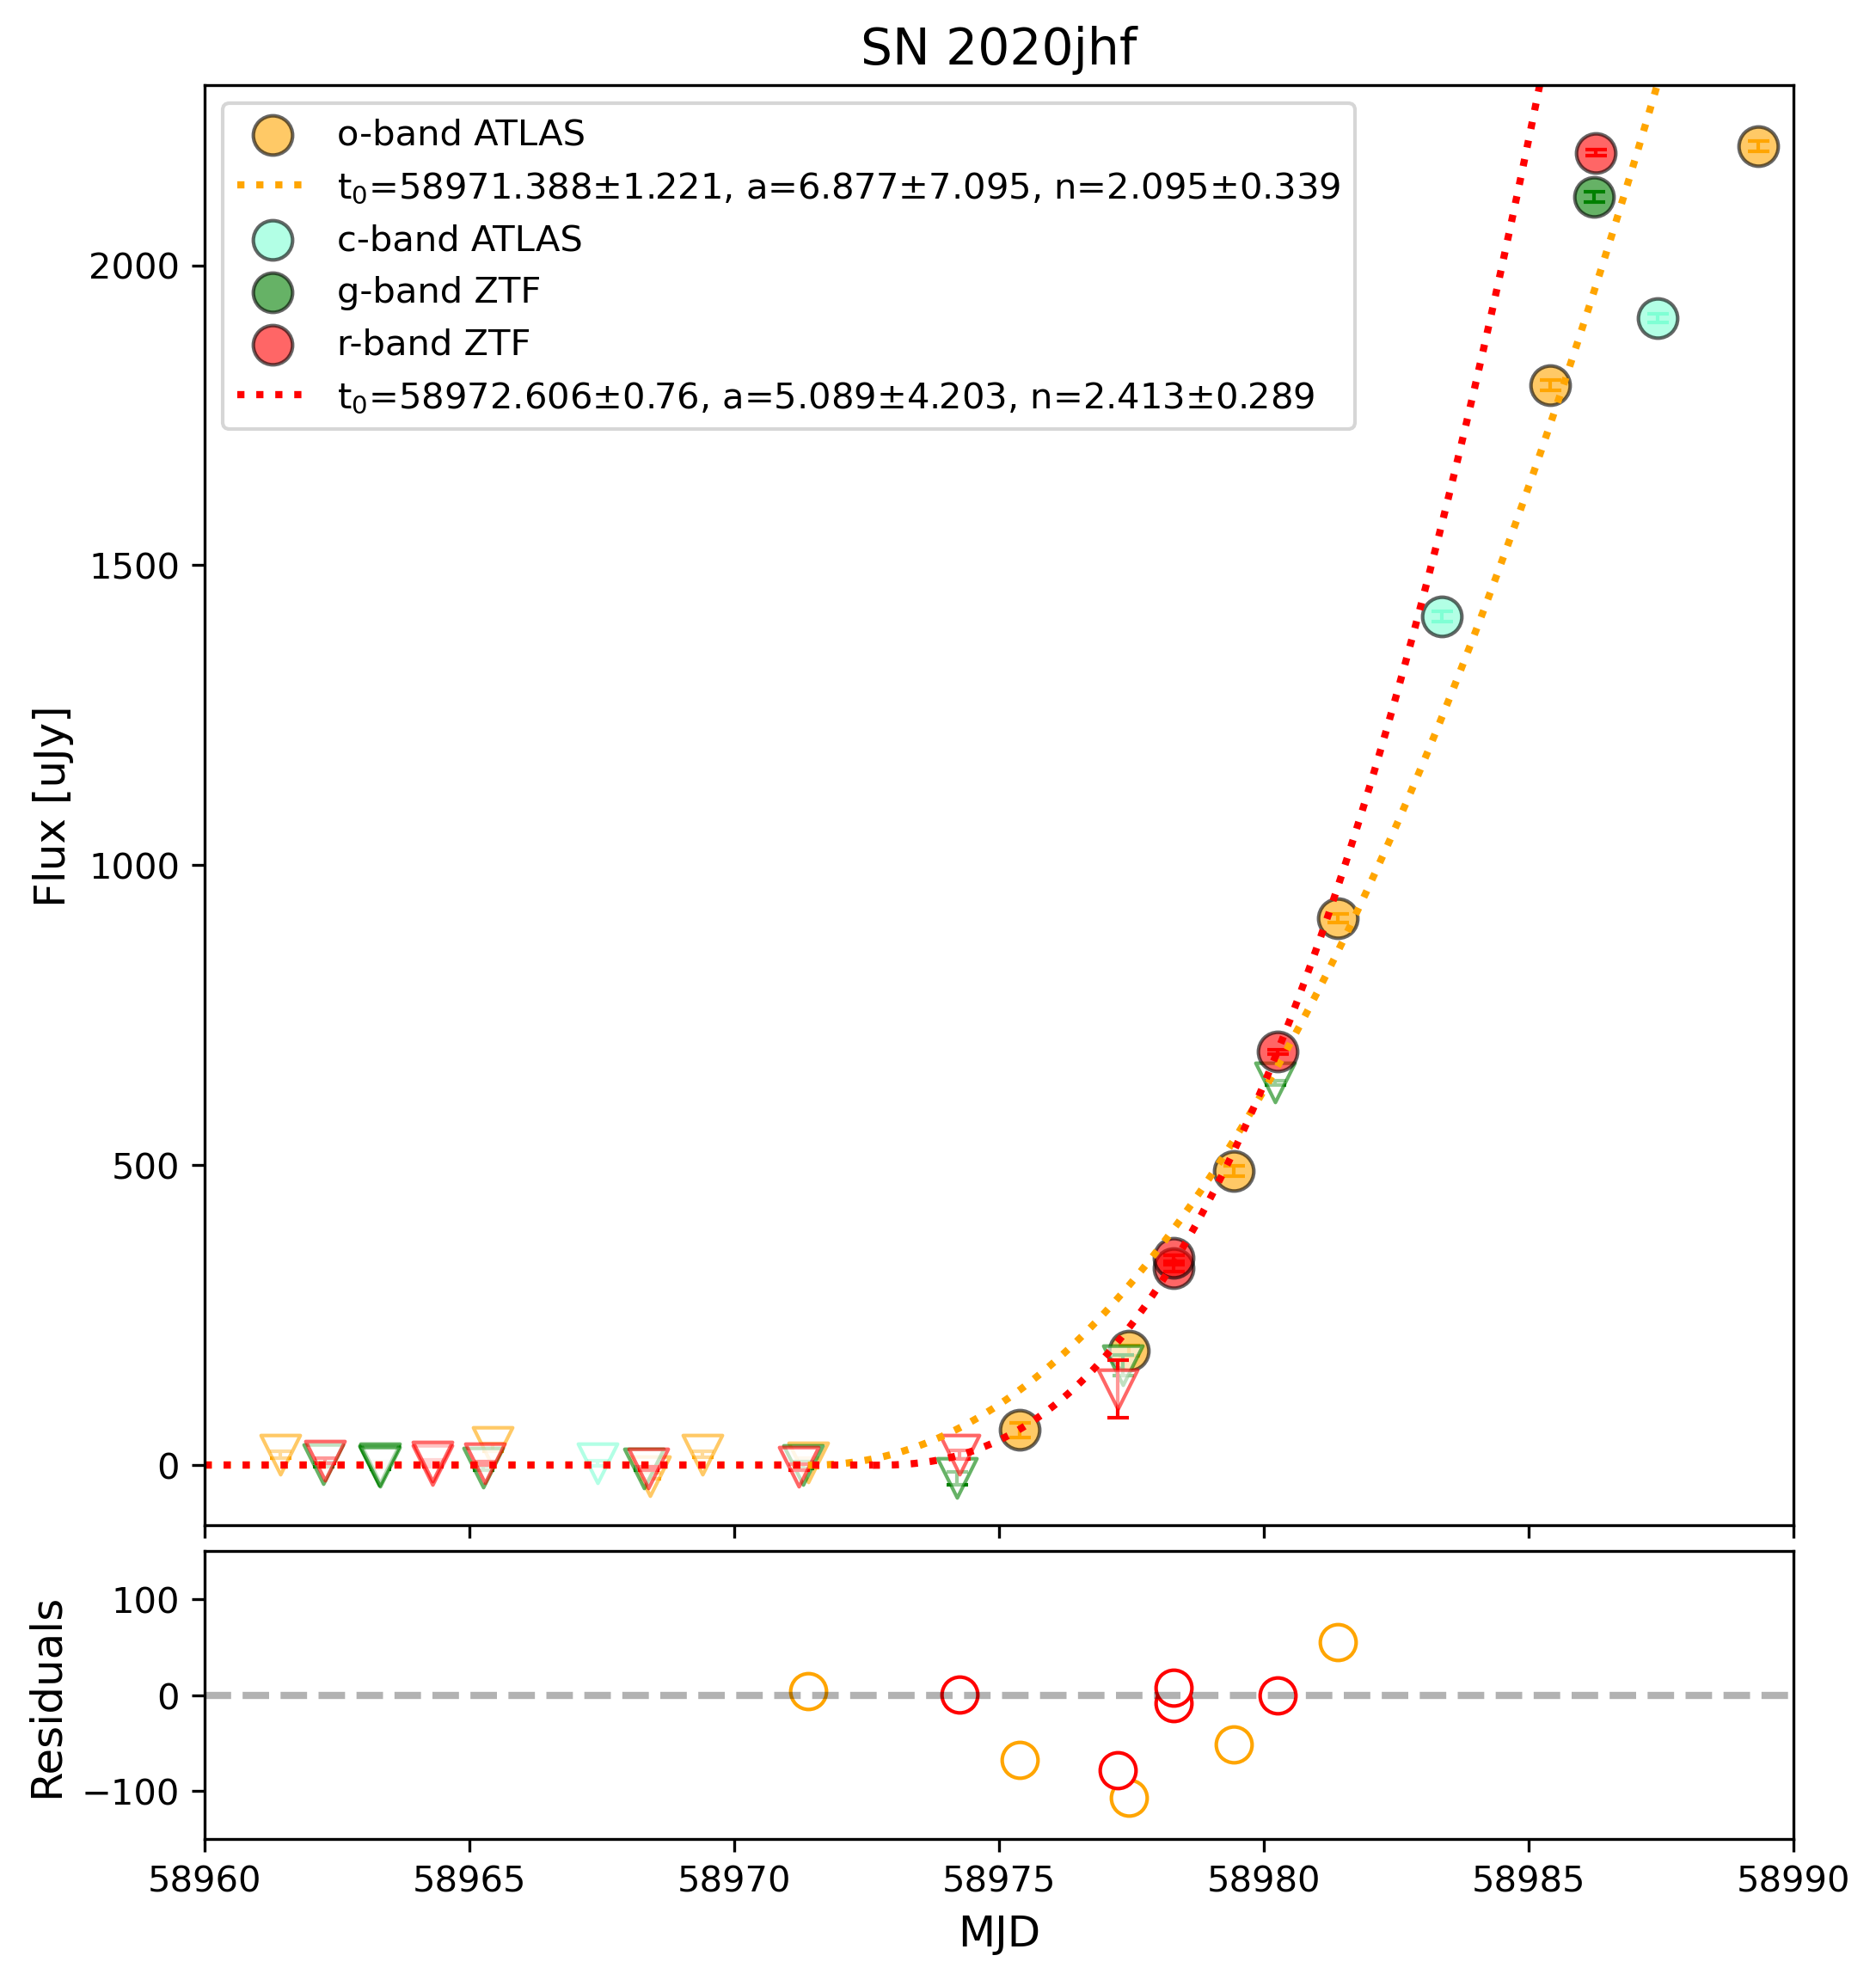 SN 2020jhf
o-band ATLAS
t₀=58971.388±1.221, a=6.877±7.095, n=2.095±0.339
c-band ATLAS
g-band ZTF
r-band ZTF
t₀=58972.606±0.76, a=5.089±4.203, n=2.413±0.289
Flux [uJy]
2000
1500
1000
500
0
Residuals
100
0
−100
58960 58965 58970 58975 58980 58985 58990
MJD